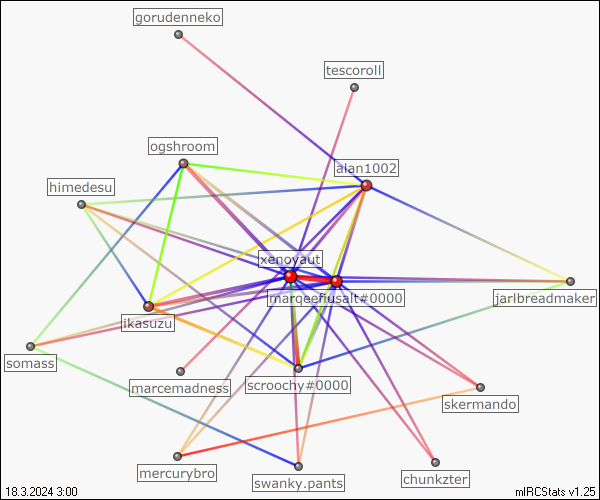 gorudenneko
tescoroll
ogshroom
alan1002
himedesu
xenoyaut
marqeefiusalt#0000
jarbreadmaker
ikasuzu
somass
marcemadness
scroochy#0000
skermando
mercurybro
swanky.pants
chunkzter
18.3.2024 3:00
mIRCStats v1.25